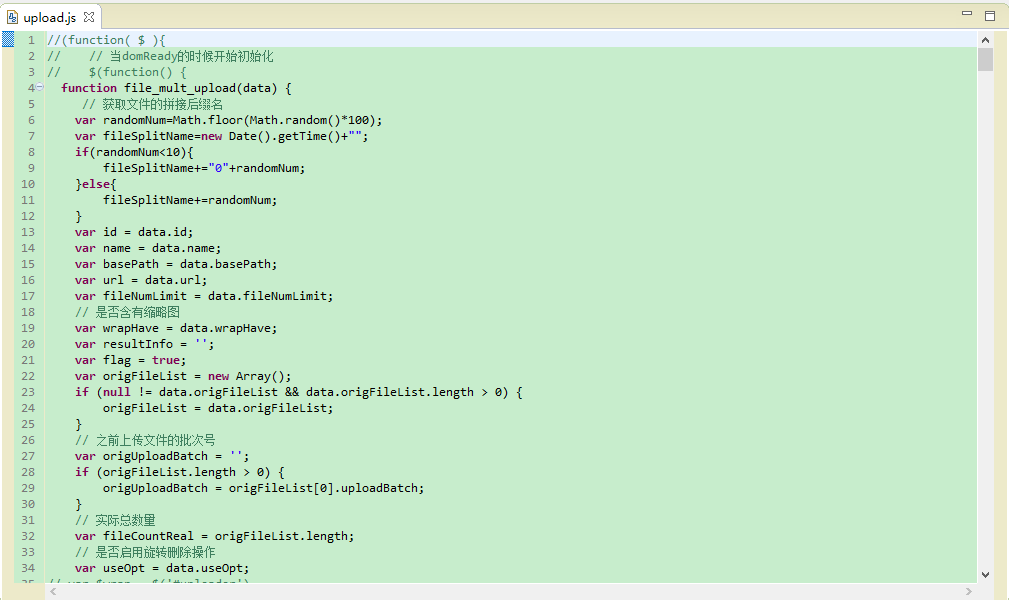 upload.js
1 //(function( $ ){
2 //    // 当domReady的时候开始初始化
3 //    $(function() {
4 function file_mult_upload(data) {
5 // 获取文件的拼接后缀名
6 var randomNum=Math.floor(Math.random()*100);
7 var fileSplitName=new Date().getTime()+"";
8 if(randomNum<10){
9 fileSplitName+="0"+randomNum;
10 }else{
11 fileSplitName+=randomNum;
12 }
13 var id = data.id;
14 var name = data.name;
15 var basePath = data.basePath;
16 var url = data.url;
17 var fileNumLimit = data.fileNumLimit;
18 // 是否含有缩略图
19 var wrapHave = data.wrapHave;
20 var resultInfo = '';
21 var flag = true;
22 var origFileList = new Array();
23 if (null != data.origFileList && data.origFileList.length > 0) {
24 origFileList = data.origFileList;
25 }
26 // 之前上传文件的批次号
27 var origUploadBatch = '';
28 if (origFileList.length > 0) {
29 origUploadBatch = origFileList[0].uploadBatch;
30 }
31 // 实际总数量
32 var fileCountReal = origFileList.length;
33 // 是否启用旋转删除操作
34 var useOpt = data.useOpt;